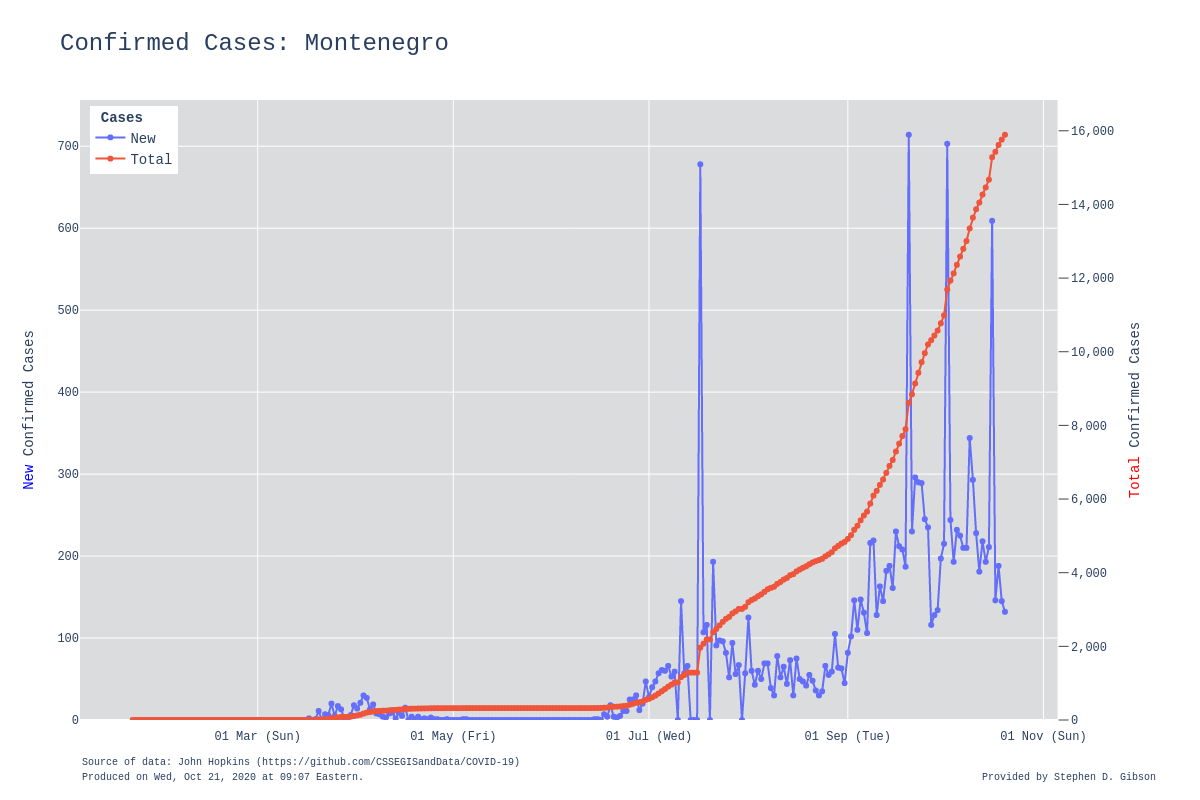 Confirmed Cases: Montenegro
Cases
New
Total
700
600
500
400
300
200
100
0
New Confirmed Cases
16,000
14,000
12,000
10,000
8,000
6,000
4,000
2,000
0
Total Confirmed Cases
01 Mar (Sun)
01 May (Fri)
01 Jul (Wed)
01 Sep (Tue)
01 Nov (Sun)
Source of data: John Hopkins (https://github.com/CSSEGISandData/COVID-19)
Produced on Wed, Oct 21, 2020 at 09:07 Eastern.
Provided by Stephen D. Gibson